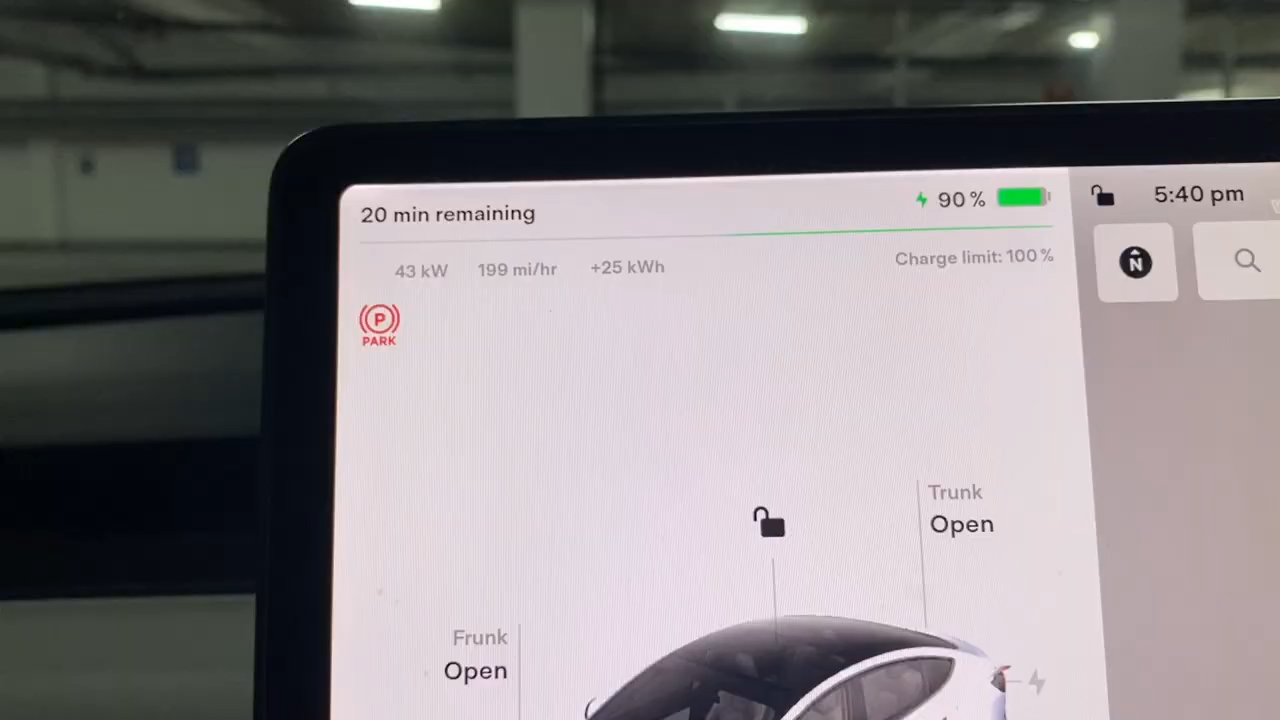 20 min remaining
90 %
5:40 pm
43 kW 199 mi/hr +25 kWh
Charge limit: 100 %
N
P
PARK
Trunk
Open
Frunk
Open